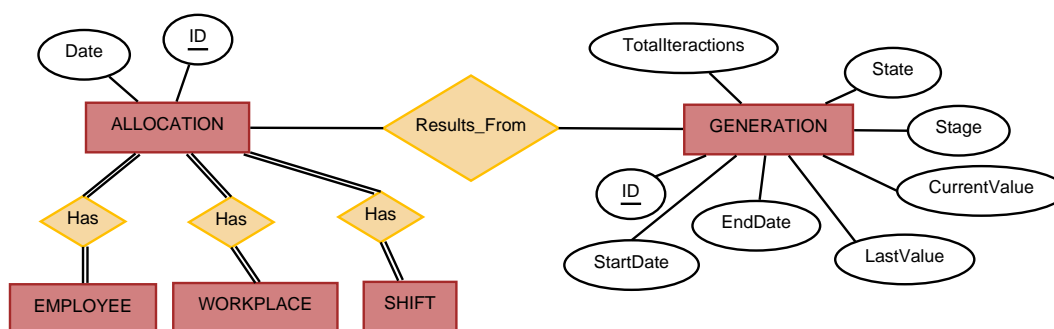 Date
ID
TotalIteractions
State
ALLOCATION
Results_From
GENERATION
Stage
ID
CurrentValue
Has
Has
Has
EndDate
StartDate
LastValue
EMPLOYEE
WORKPLACE
SHIFT